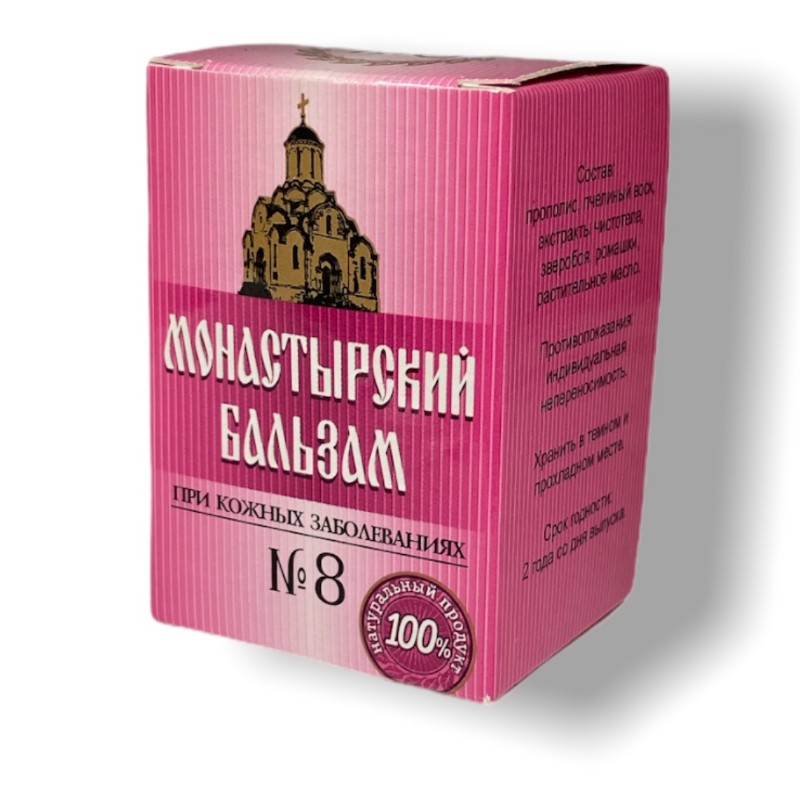 МОНАСТЫРСКИЙ
БАЛЬЗАМ
ПРИ КОЖНЫХ ЗАБОЛЕВАНИЯХ
№8
натуральный продукт
100%
Состав:
прополис, пчелиный воск,
экстракты чистотела,
зверобоя, ромашки,
растительное масло.
Противопоказания:
индивидуальная
непереносимость.
Хранить в темном и
прохладном месте.
Срок годности:
2 года со дня выпуска.